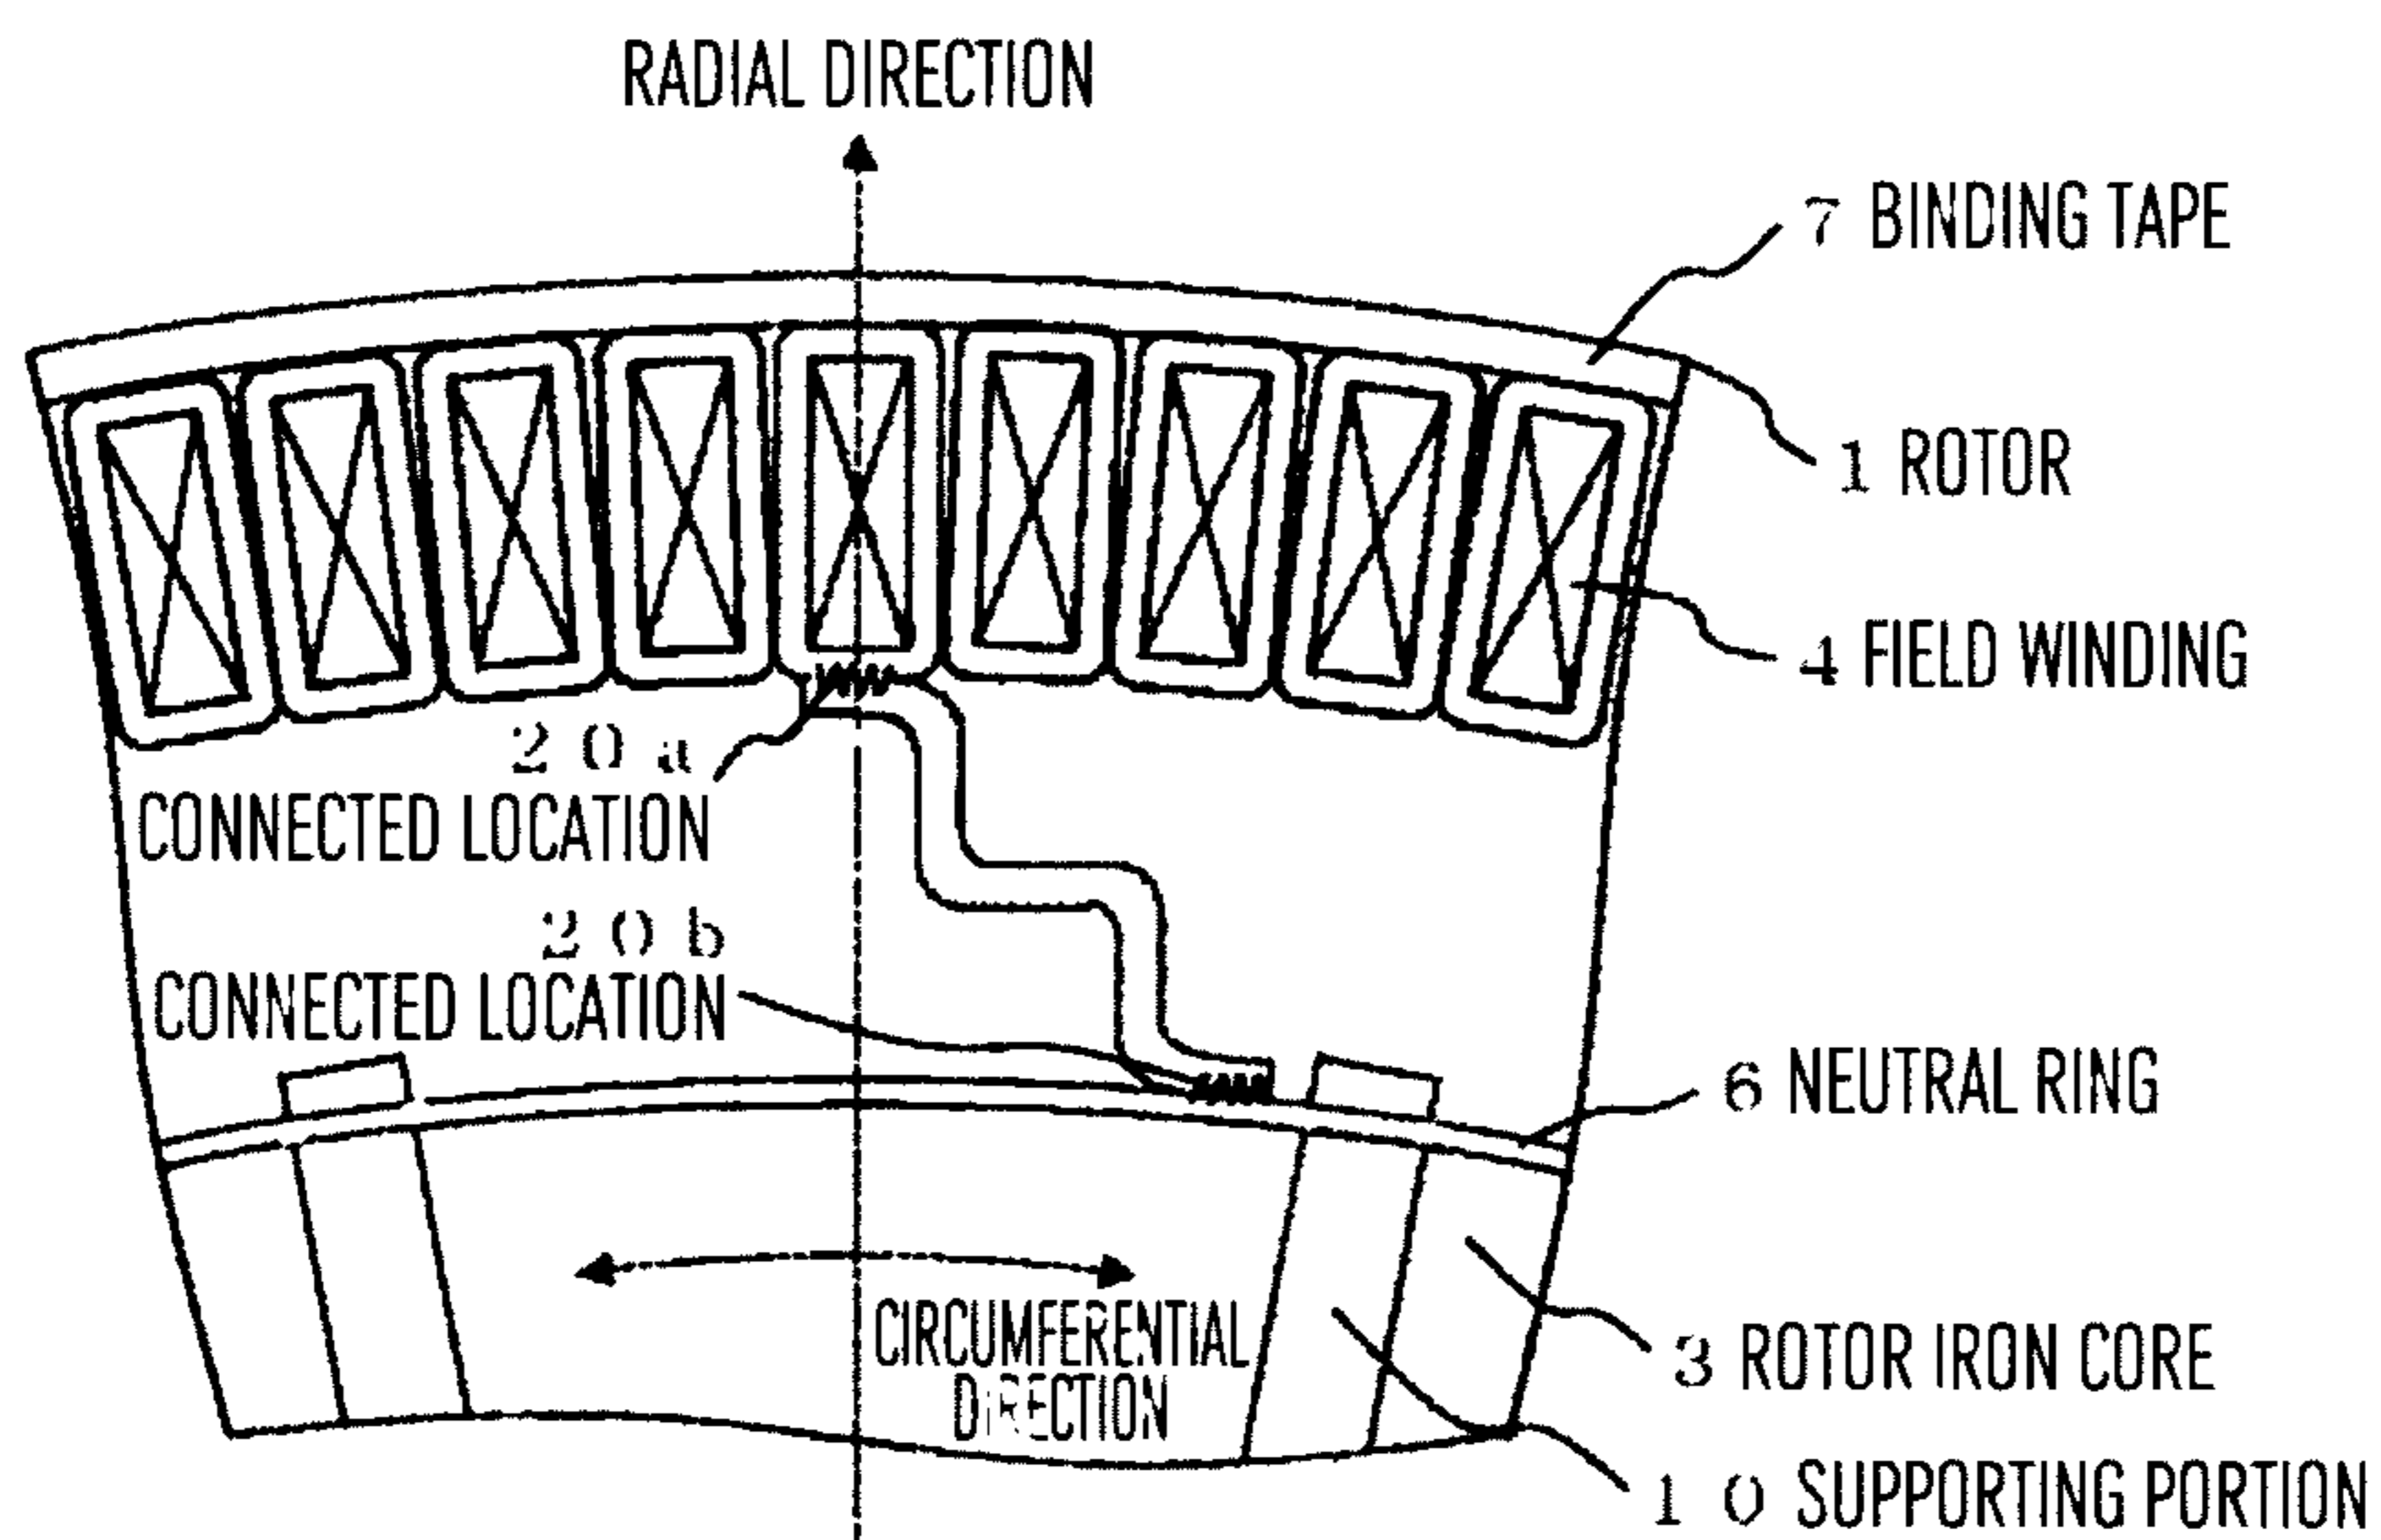 RADIAL DIRECTION
7 BINDING TAPE
1 ROTOR
4 FIELD WINDING
20a
CONNECTED LOCATION
20b
CONNECTED LOCATION
6 NEUTRAL RING
CIRCUMFERENTIAL
DIRECTION
3 ROTOR IRON CORE
10 SUPPORTING PORTION